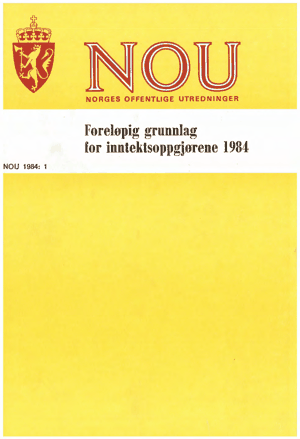 NOU
NORGES OFFENTLIGE UTREDNINGER
Foreløpig grunnlag
for inntektsoppgjørene 1984
NOU 1984: 1